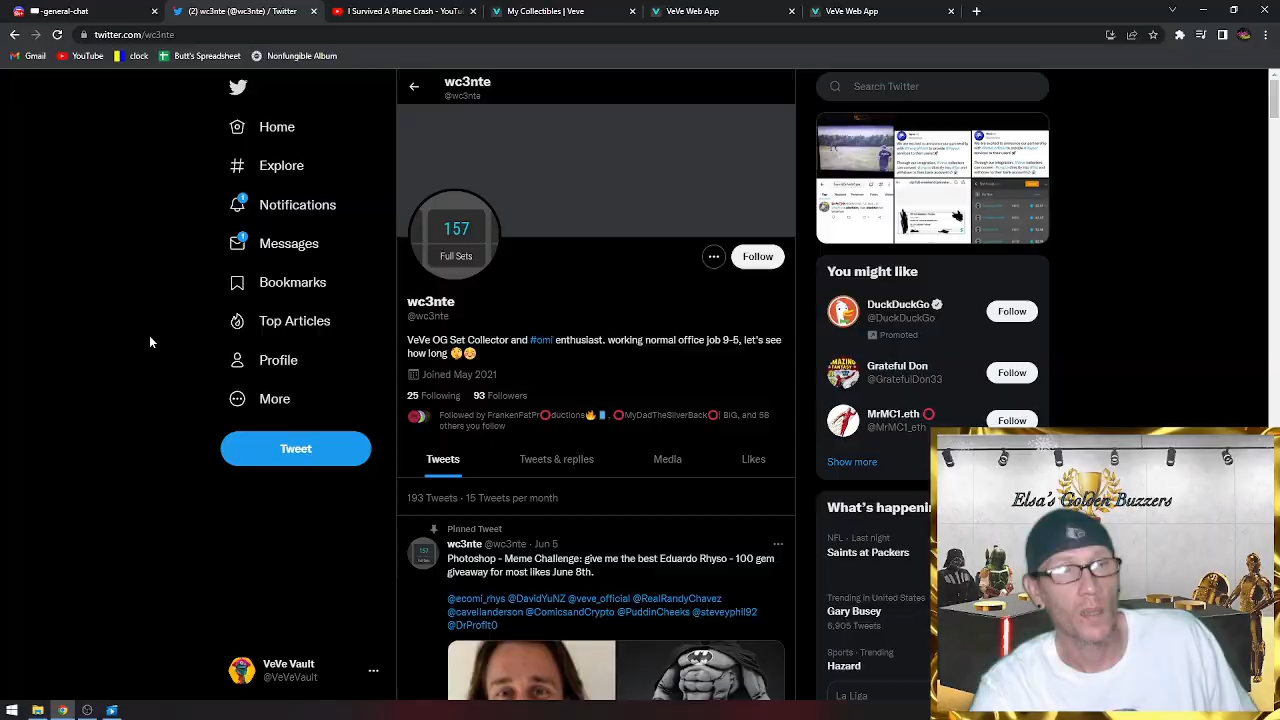 -general-chat
(2) wc3nte (@wc3nte) / Twitter
I Survived A Plane Crash - You
My Collectibles | Veve
VeVe Web App
VeVe Web App
twitter.com/wc3nte
Gmail
YouTube
clock
Butt's Spreadsheet
Nonfungible Album
wc3nte
@wc3nte
Search Twitter
Home
Notifications
1
1
Bookmarks
Top Articles
Profile
More
Tweet
VeVe Vault
@VeVeVault
157
Full Sets
Follow
wc3nte
@wc3nte
VeVe OG Set Collector and #omi enthusiast. working normal office job 9-5, let's see
how long
Joined May 2021
25 Following 93 Followers
Followed by FrankenFatPr⭕ductions🔥, ⭕MyDadTheSilverBack⭕| BIG, and 58
others you follow
Tweets
Tweets & replies
Media
Likes
193 Tweets · 15 Tweets per month
Pinned Tweet
wc3nte @wc3nte · Jun 5
Photoshop - Meme Challenge: give me the best Eduardo Rhyso - 100 gem
giveaway for most likes June 8th.
@ecomi_rhys @DavidYuNZ @veve_official @RealRandyChavez
@cavellanderson @ComicsandCrypto @PuddinCheeks @steveyphil92
@DrProfit0
You might like
DuckDuckGo
@DuckDuckGo
Promoted
Follow
Grateful Don
@GratefulDon33
Follow
MrMC1.eth
@MrMC1_eth
Follow
Show more
What's happenin
NFL · Last night
Saints at Packers
Trending in United States
Gary Busey
6,905 Tweets
Sports · Trending
Hazard
La Liga
Elsa's Golden Buzzers